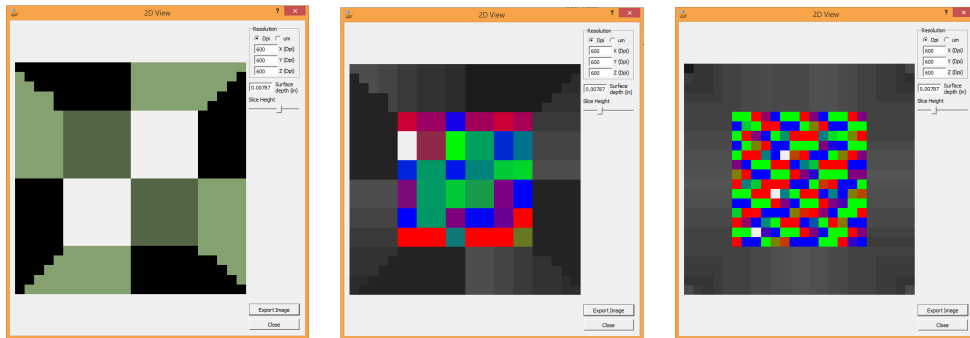 2D View ? ×
Resolution
Dpi um
600 X (Dpi)
600 Y (Dpi)
600 Z (Dpi)
0.00787 Surface
depth (in)
Slice Height
Export Image
Close
2D View ? ×
Resolution
Dpi um
600 X (Dpi)
600 Y (Dpi)
600 Z (Dpi)
0.00787 Surface
depth (in)
Slice Height
Export Image
Close
2D View ? ×
Resolution
Dpi um
600 X (Dpi)
600 Y (Dpi)
600 Z (Dpi)
0.00787 Surface
depth (in)
Slice Height
Export Image
Close